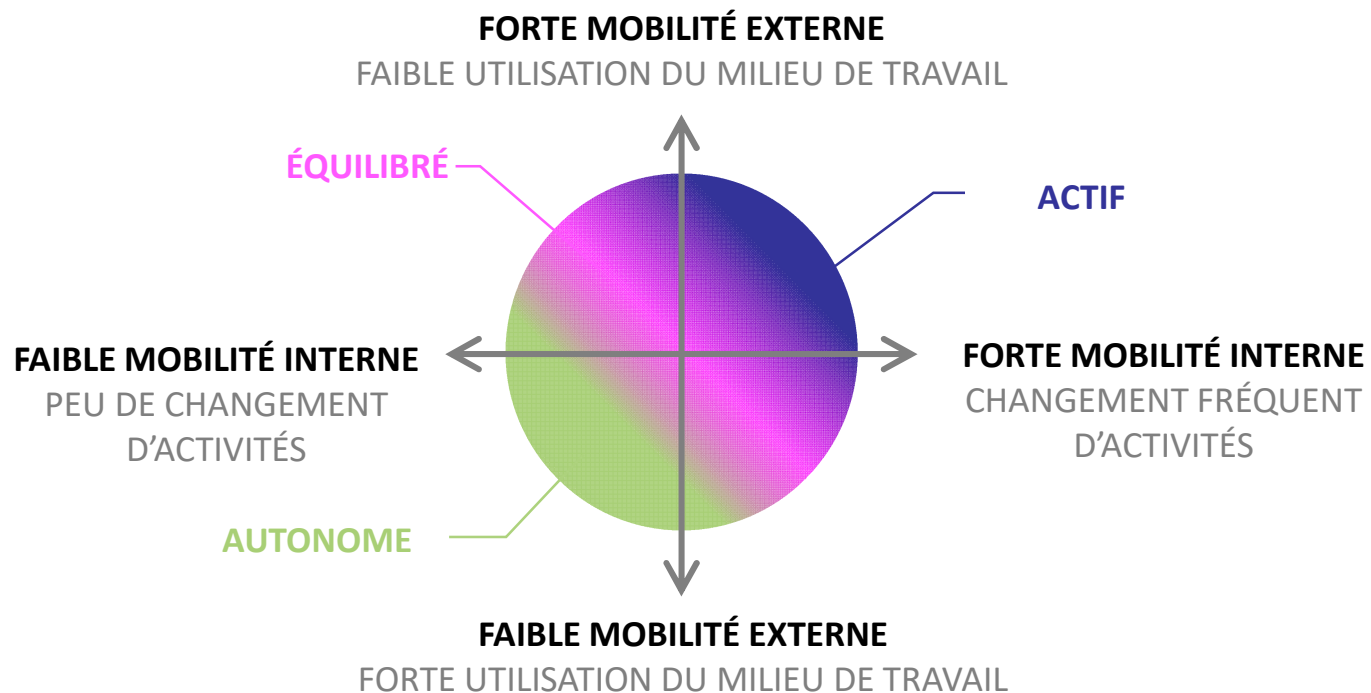 FORTE MOBILITÉ EXTERNE
FAIBLE UTILISATION DU MILIEU DE TRAVAIL
ÉQUILIBRÉ
ACTIF
FAIBLE MOBILITÉ INTERNE
PEU DE CHANGEMENT
D’ACTIVITÉS
FORTE MOBILITÉ INTERNE
CHANGEMENT FRÉQUENT
D’ACTIVITÉS
AUTONOME
FAIBLE MOBILITÉ EXTERNE
FORTE UTILISATION DU MILIEU DE TRAVAIL